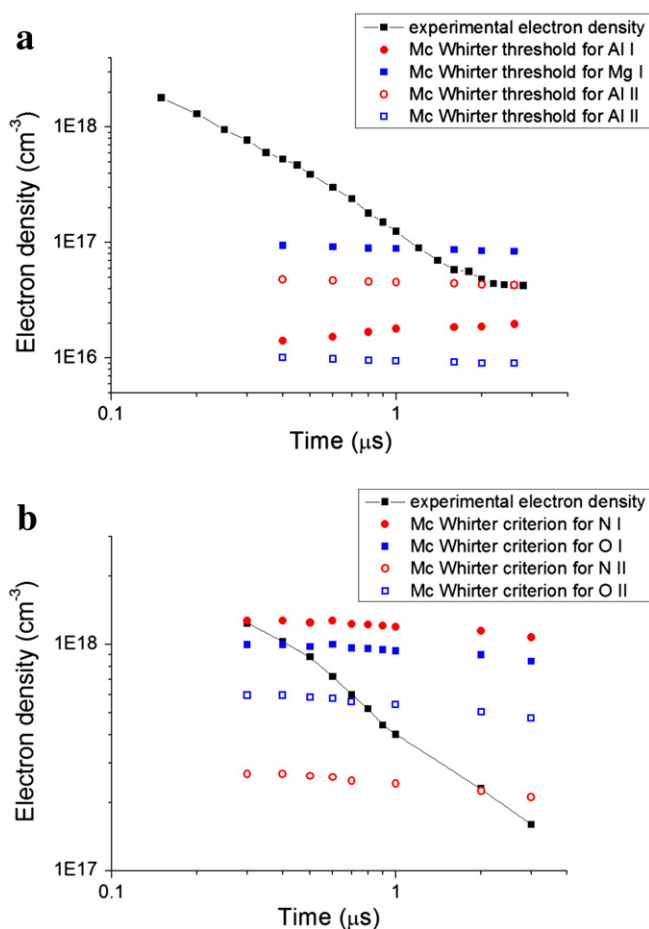 a
experimental electron density
Mc Whirter threshold for Al I
Mc Whirter threshold for Mg I
Mc Whirter threshold for Al II
Mc Whirter threshold for Al II
Electron density (cm-3)
1E18
1E17
1E16
0.1
1
Time (μs)
b
experimental electron density
Mc Whirter criterion for N I
Mc Whirter criterion for O I
Mc Whirter criterion for N II
Mc Whirter criterion for O II
Electron density (cm-3)
1E18
1E17
0.1
1
Time (μs)